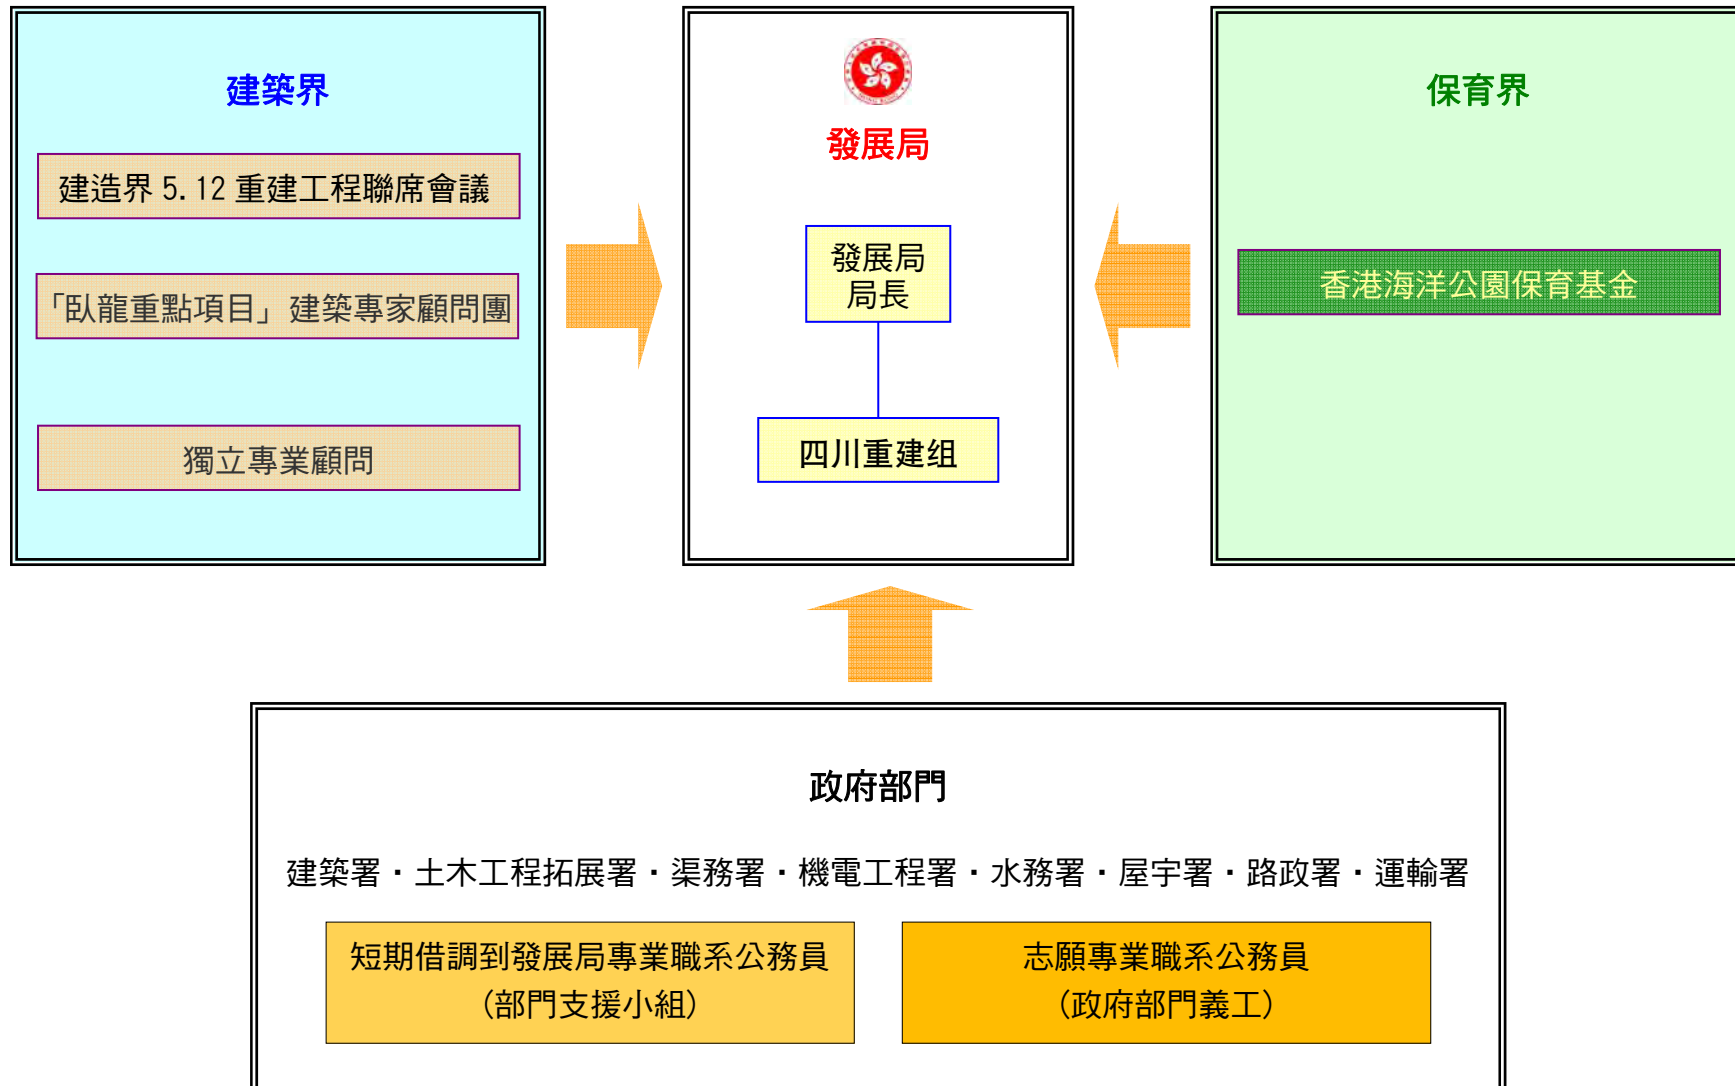 建築界
建造界 5.12 重建工程聯席會議
「臥龍重點項目」建築專家顧問團
獨立專業顧問
發展局
發展局
局長
四川重建组
保育界
香港海洋公園保育基金
政府部門
建築署‧土木工程拓展署‧渠務署‧機電工程署‧水務署‧屋宇署‧路政署‧運輸署
短期借調到發展局專業職系公務員
(部門支援小組)
志願專業職系公務員
(政府部門義工)